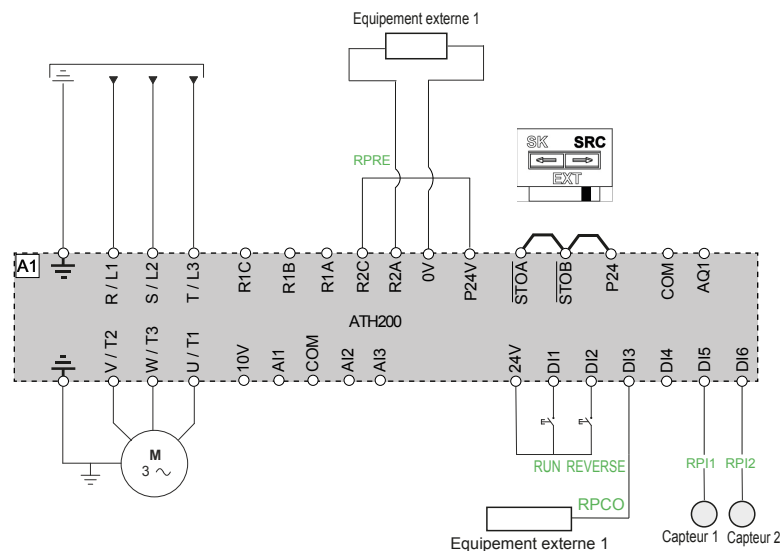 Equipement externe 1
RPRE
SK SRC
EXT
A1
R / L1
S / L2
T / L3
R1C
R1B
R1A
R2C
R2A
0V
P24V
STOA
STOB
P24
COM
AQ1
ATH200
V / T2
W / T3
U / T1
10V
AI1
COM
AI2
AI3
24V
DI1
DI2
DI3
DI4
DI5
DI6
M
3 ~
RUN REVERSE
RPI1
RPI2
RPCO
Equipement externe 1
Capteur 1
Capteur 2